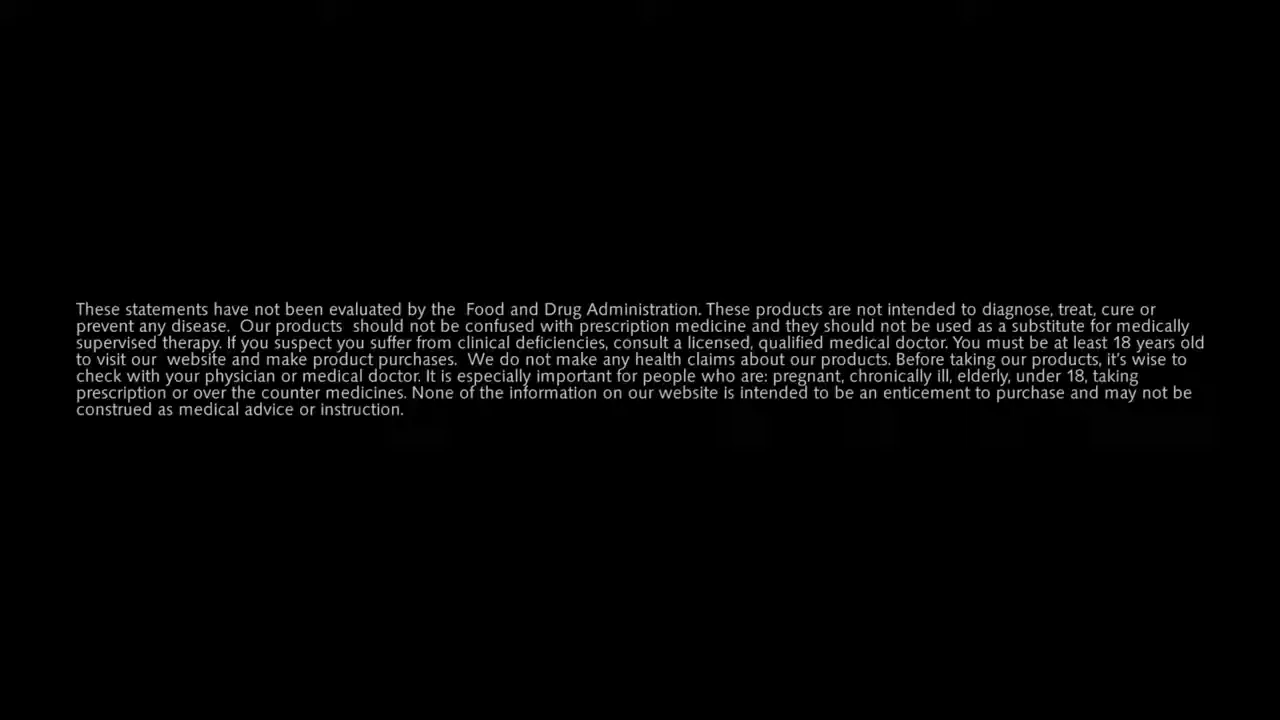 These statements have not been evaluated by the  Food and Drug Administration. These products are not intended to diagnose, treat, cure or
prevent any disease.  Our products  should not be confused with prescription medicine and they should not be used as a substitute for medically
supervised therapy. If you suspect you suffer from clinical deficiencies, consult a licensed, qualified medical doctor. You must be at least 18 years old
to visit our  website and make product purchases.  We do not make any health claims about our products. Before taking our products, it's wise to
check with your physician or medical doctor. It is especially important for people who are: pregnant, chronically ill, elderly, under 18, taking
prescription or over the counter medicines. None of the information on our website is intended to be an enticement to purchase and may not be
construed as medical advice or instruction.